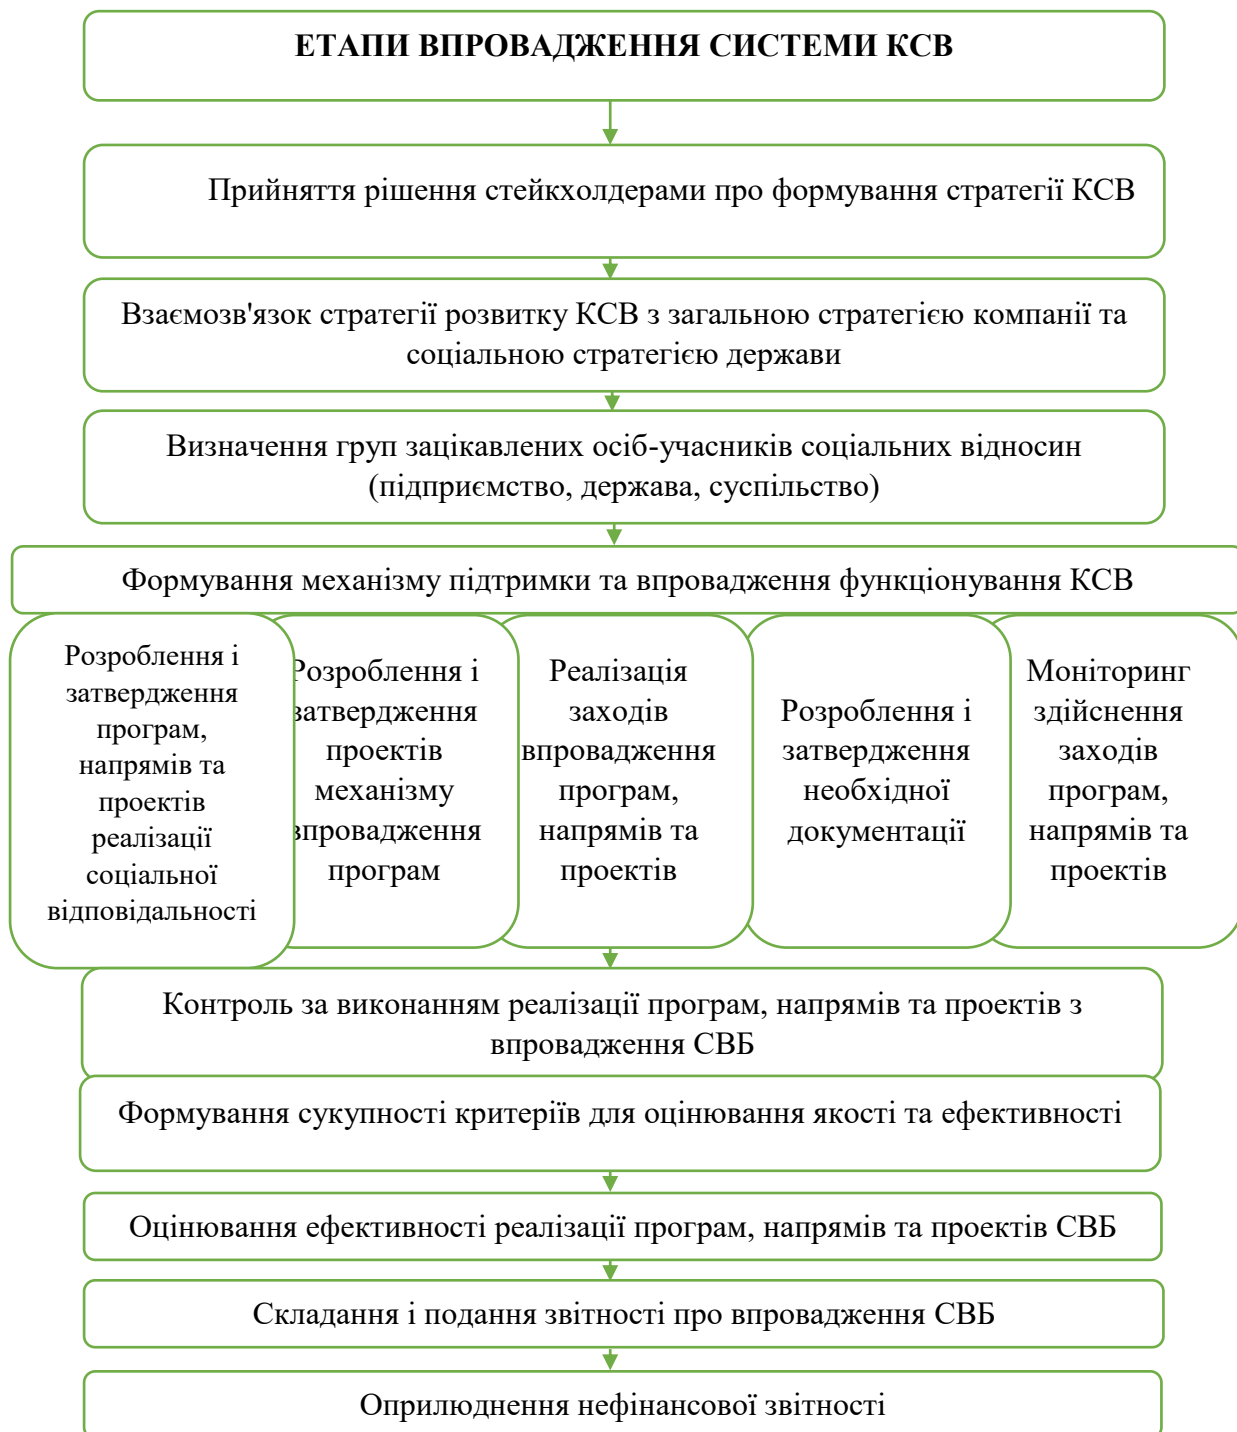 ЕТАПИ ВПРОВАДЖЕННЯ СИСТЕМИ КСВ
Прийняття рішення стейкхолдерами про формування стратегії КСВ
Взаємозв'язок стратегії розвитку КСВ з загальною стратегією компанії та
соціальною стратегією держави
Визначення груп зацікавлених осіб-учасників соціальних відносин
(підприємство, держава, суспільство)
Формування механізму підтримки та впровадження функціонування КСВ
Розроблення і
затвердження
програм,
напрямів та
проектів
реалізації
соціальної
відповідальності
Розроблення і
затвердження
проектів
механізму
впровадження
програм
Реалізація
заходів
впровадження
програм,
напрямів та
проектів
Розроблення і
затвердження
необхідної
документації
Моніторинг
здійснення
заходів
програм,
напрямів та
проектів
Контроль за виконанням реалізації програм, напрямів та проектів з
впровадження СВБ
Формування сукупності критеріїв для оцінювання якості та ефективності
Оцінювання ефективності реалізації програм, напрямів та проектів СВБ
Складання і подання звітності про впровадження СВБ
Оприлюднення нефінансової звітності